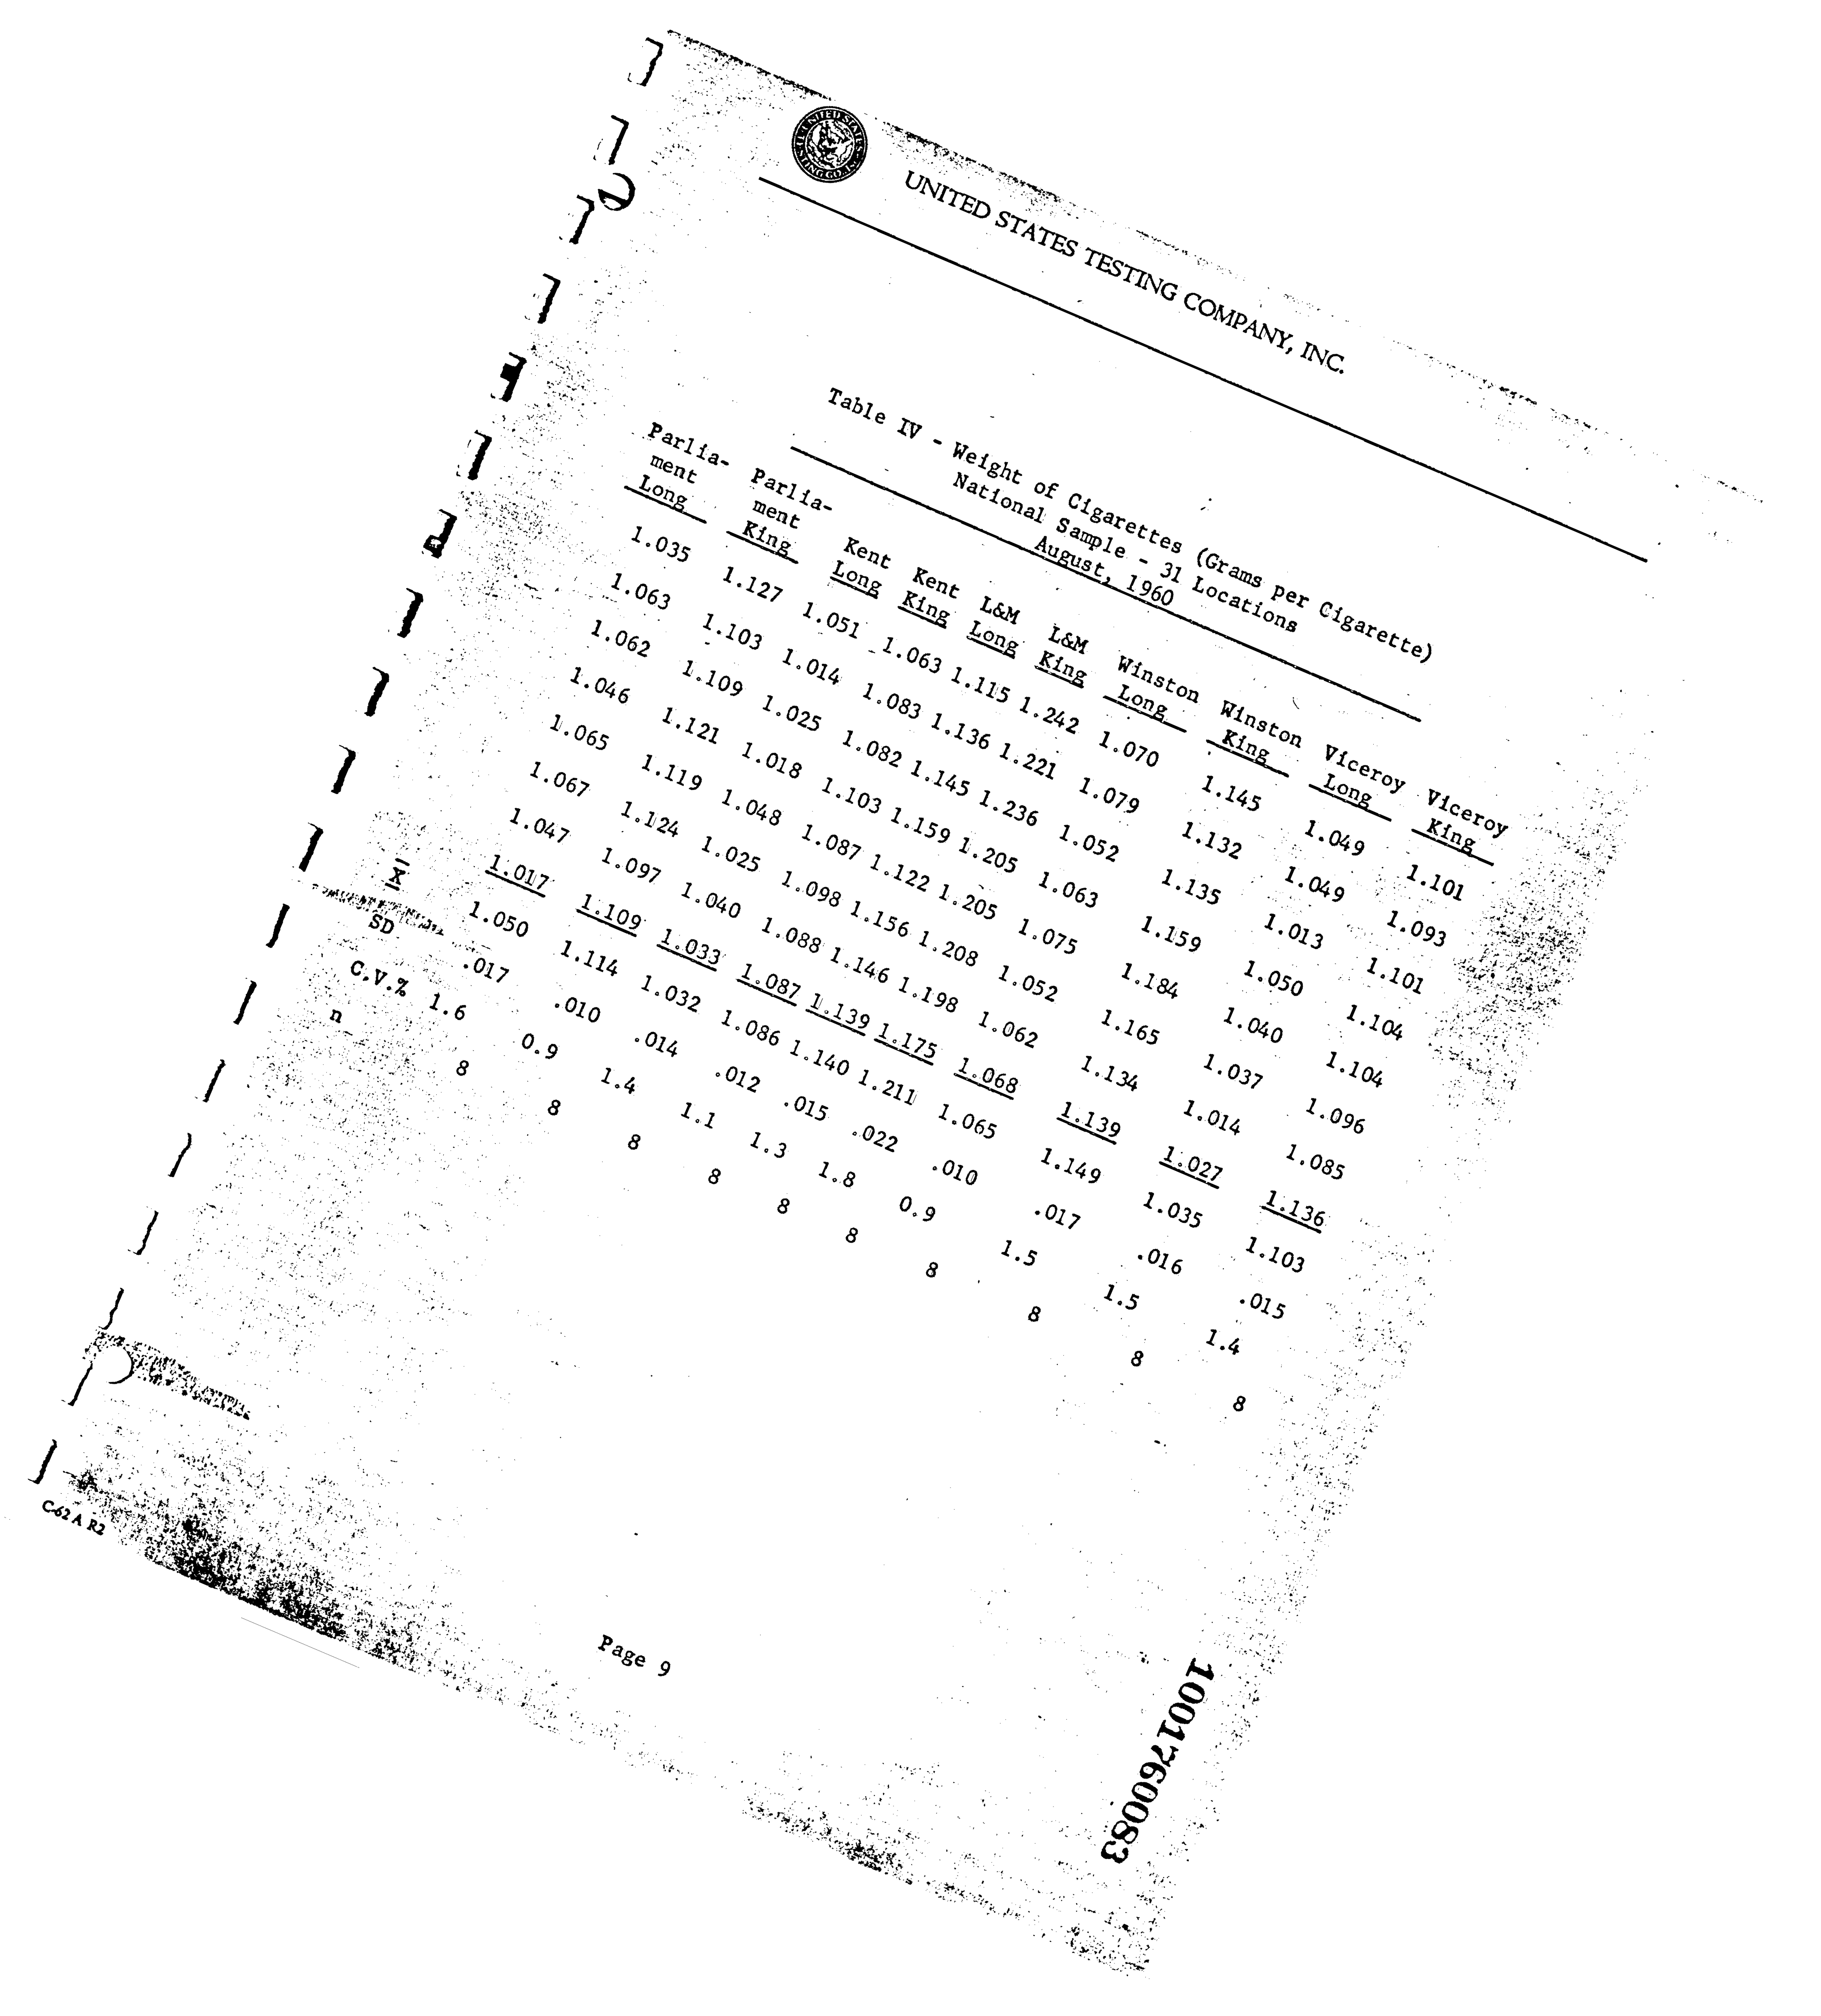 UNITED STATES TESTING COMPANY, INC.
Table IV - Weight of Cigarettes (Grams per Cigarette)
National Sample - 31 Locations
August, 1960
Parlia- Parlia-
ment ment Kent Kent L&M L&M Winston Winston Viceroy Viceroy
Long King Long King Long King Long King Long King
1.035 1.127 1.051 1.063 1.115 1.242 1.070 1.145 1.049 1.101
1.063 1.103 1.014 1.083 1.136 1.221 1.079 1.132 1.049 1.093
1.062 1.109 1.025 1.082 1.145 1.236 1.052 1.135 1.013 1.101
1.046 1.121 1.018 1.103 1.159 1.205 1.063 1.159 1.050 1.104
1.065 1.119 1.048 1.087 1.122 1.205 1.075 1.184 1.040 1.104
1.067 1.124 1.025 1.098 1.156 1.208 1.052 1.165 1.037 1.096
1.047 1.097 1.040 1.088 1.146 1.198 1.062 1.134 1.014 1.085
1.017 1.109 1.033 1.087 1.139 1.175 1.068 1.139 1.027 1.136
X̄ 1.050 1.114 1.032 1.086 1.140 1.211 1.065 1.149 1.035 1.103
SD .017 .010 .014 .012 .015 .022 .010 .017 .016 .015
C.V.% 1.6 0.9 1.4 1.1 1.3 1.8 0.9 1.5 1.5 1.4
n 8 8 8 8 8 8 8 8 8 8
Page 9
C-62 A R2
1001760083